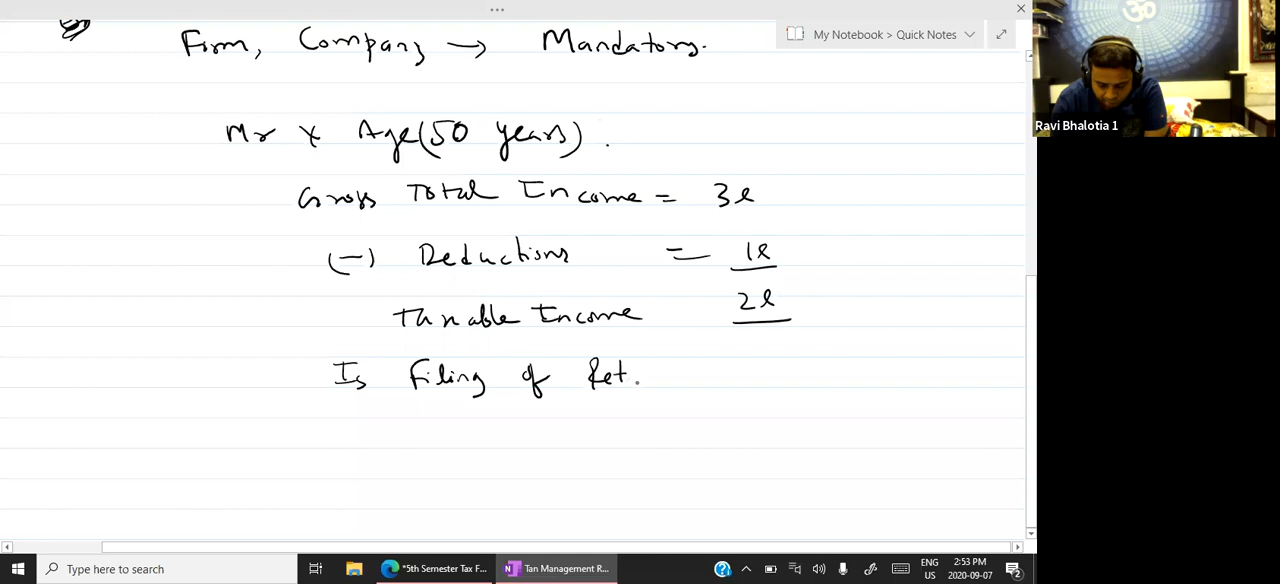 My Notebook > Quick Notes
Firm, Company → Mandatory.
Ravi Bhalotia 1
Mr X Age (50 years).
Gross Total Income = 3l
(-) Deductions = 1l
Taxable Income 2l
Is Filing of Ret.
Type here to search
*5th Semester Tax F...
Tan Management R...
ENG
US
2:53 PM
2020-09-07
2